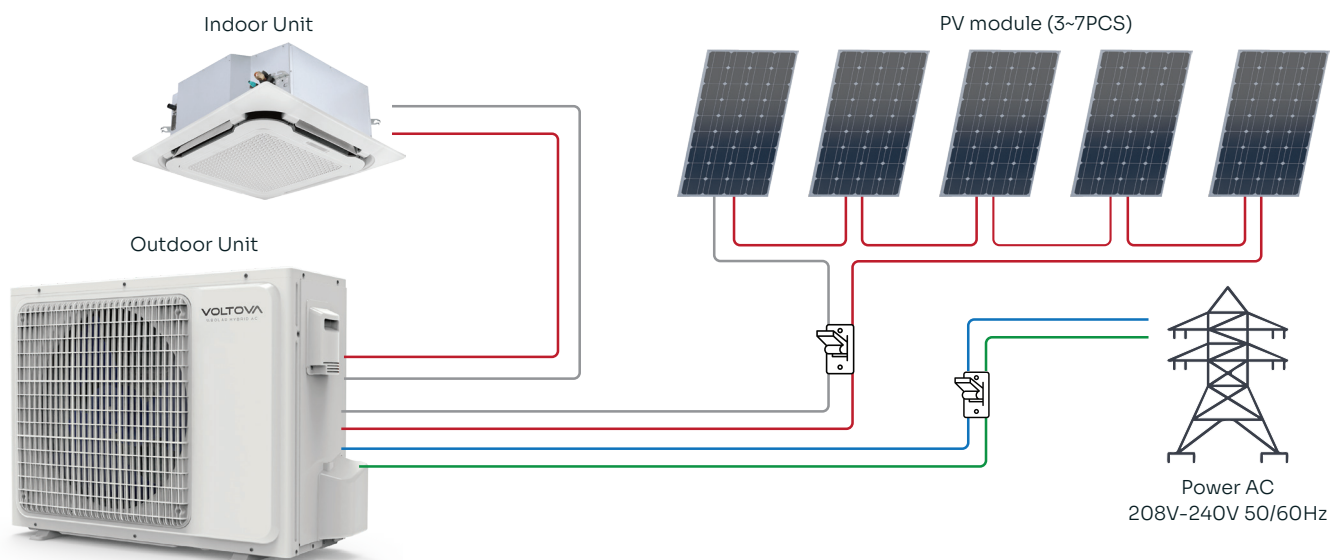 Indoor Unit
PV module (3~7PCS)
Outdoor Unit
VOLTOVA
Power AC
208V-240V 50/60Hz